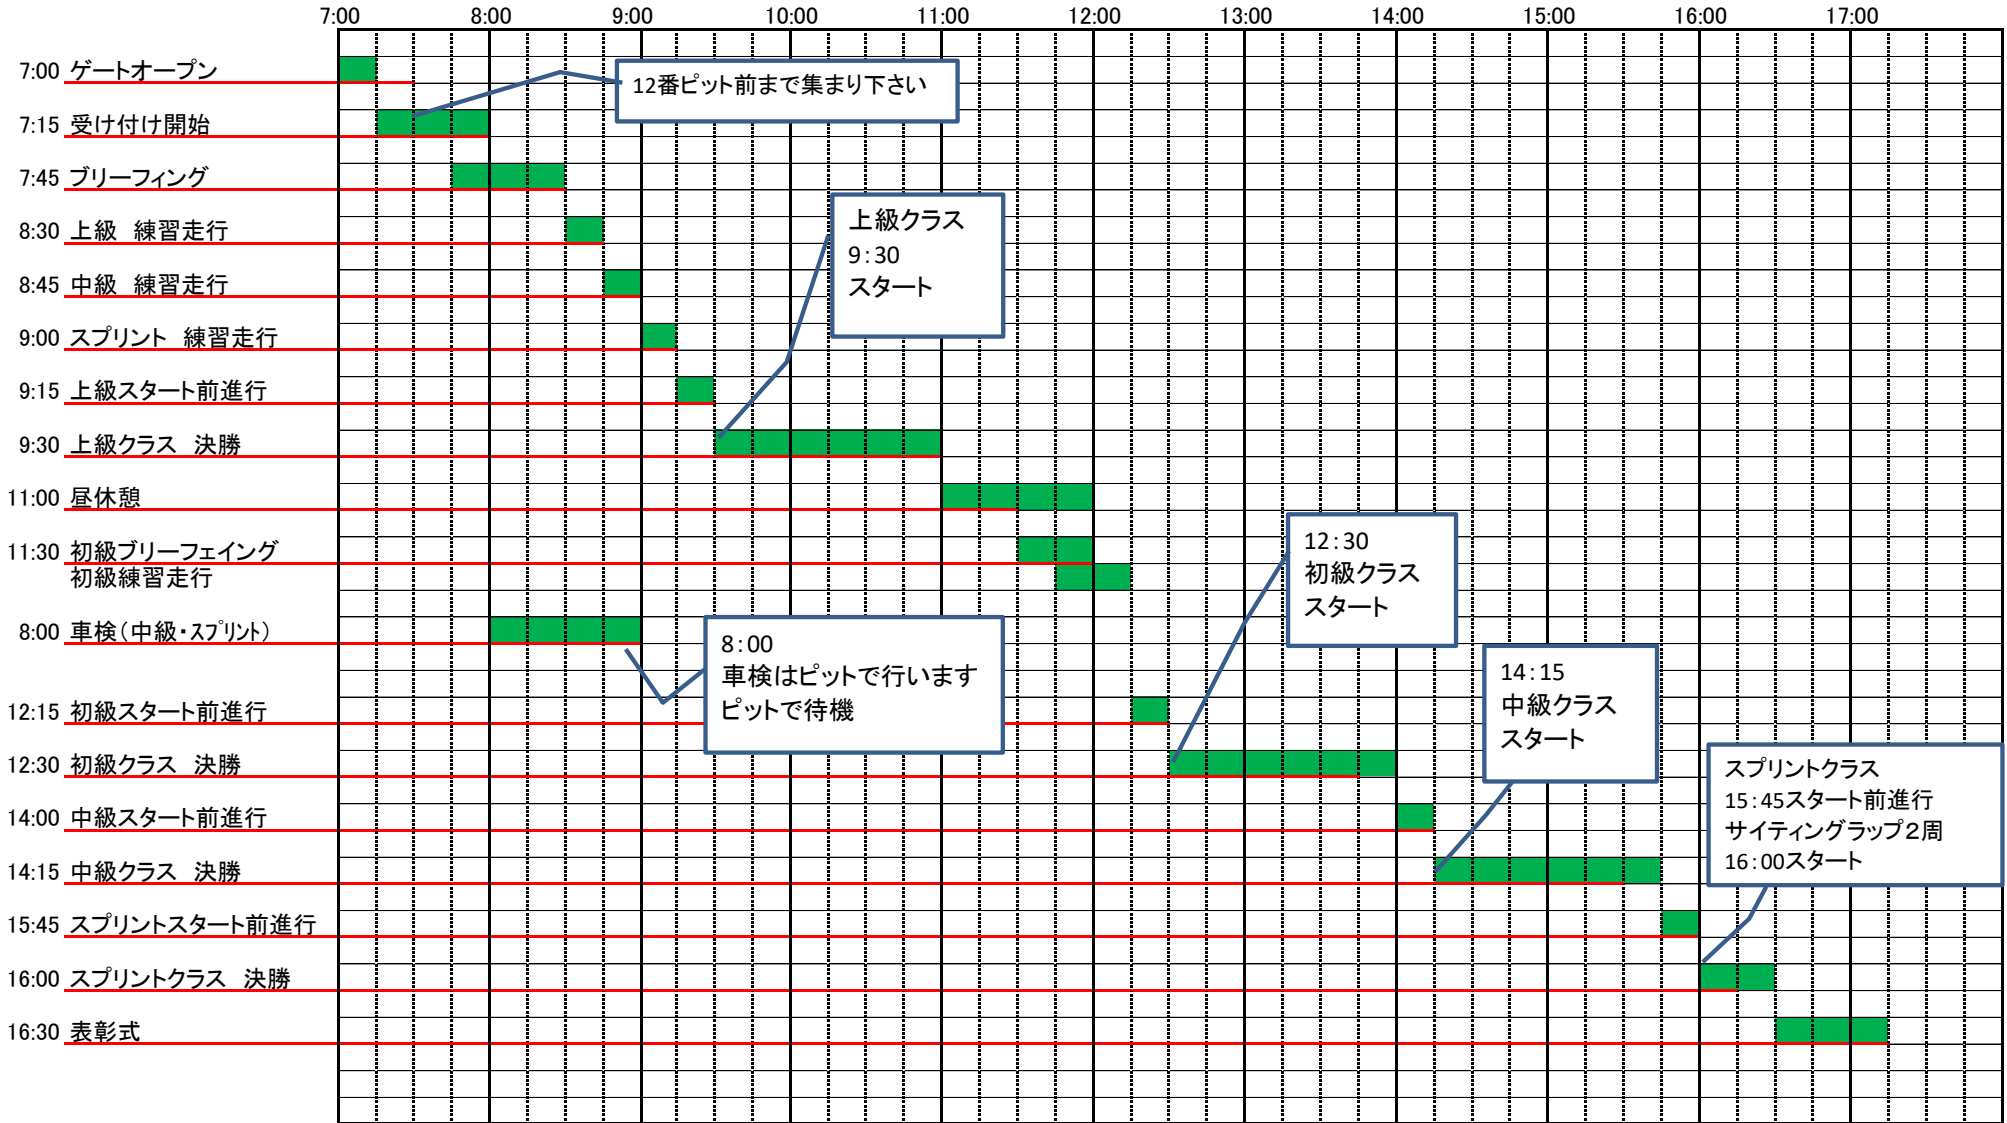 7:00 8:00 9:00 10:00 11:00 12:00 13:00 14:00 15:00 16:00 17:00
7:00 ゲートオープン
12番ピット前まで集まり下さい
7:15 受け付け開始
7:45 ブリーフィング
8:30 上級 練習走行
上級クラス
9:30
スタート
8:45 中級 練習走行
9:00 スプリント 練習走行
9:15 上級スタート前進行
9:30 上級クラス 決勝
11:00 昼休憩
11:30 初級ブリーフェイング
初級練習走行
12:30
初級クラス
スタート
8:00 車検(中級・スプリント)
8:00
車検はピットで行います
ピットで待機
14:15
中級クラス
スタート
12:15 初級スタート前進行
12:30 初級クラス 決勝
スプリントクラス
15:45スタート前進行
サイティングラップ2周
16:00スタート
14:00 中級スタート前進行
14:15 中級クラス 決勝
15:45 スプリントスタート前進行
16:00 スプリントクラス 決勝
16:30 表彰式